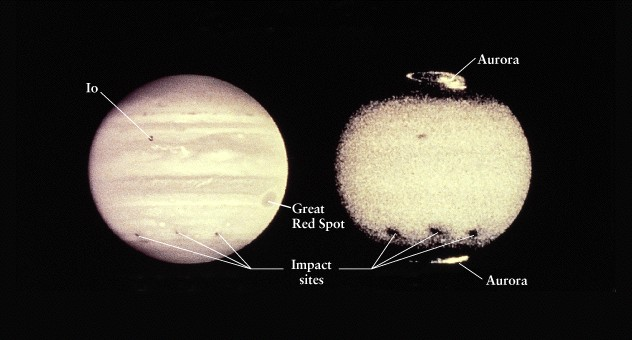 Aurora
Io
Great
Red Spot
Impact
sites
Aurora